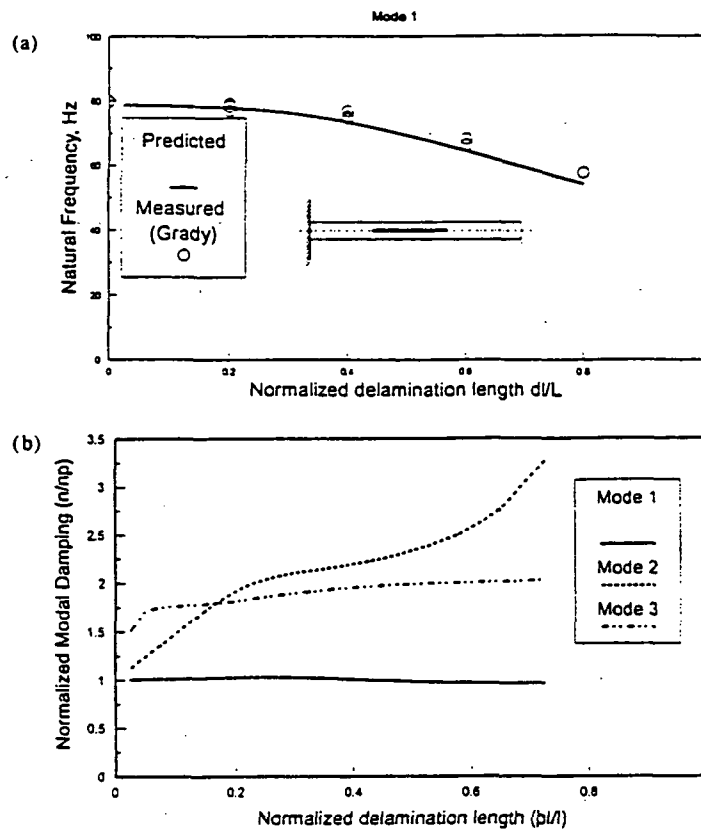 Mode 1
(a)
100
80
60
40
20
0
Natural Frequency, Hz
Predicted
Measured
(Grady)
0
0.2
0.4
0.6
0.8
Normalized delamination length dl/L
(b)
3.5
3
2.5
2
1.5
1
0.5
0
Normalized Modal Damping (n/np)
Mode 1
Mode 2
Mode 3
0
0.2
0.4
0.6
0.8
Normalized delamination length (pl/l)